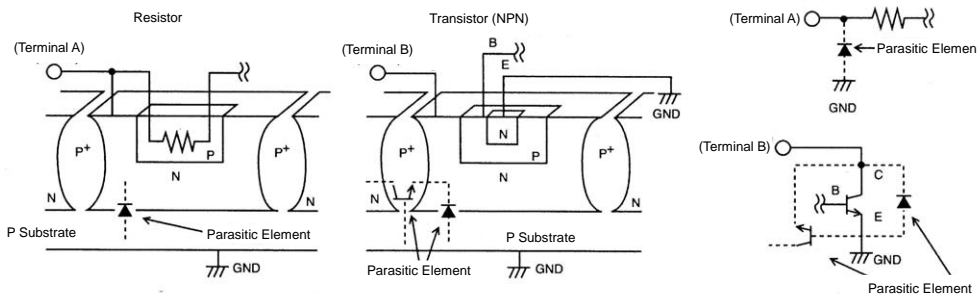 Resistor
(Terminal A)
P+
P+
P
N
N
N
P Substrate
Parasitic Element
GND
Transistor (NPN)
(Terminal B)
B
E
GND
P+
P+
N
P
N
N
N
P Substrate
Parasitic Element
GND
(Terminal A)
Parasitic Elemen
GND
(Terminal B)
C
B
E
GND
Parasitic Element